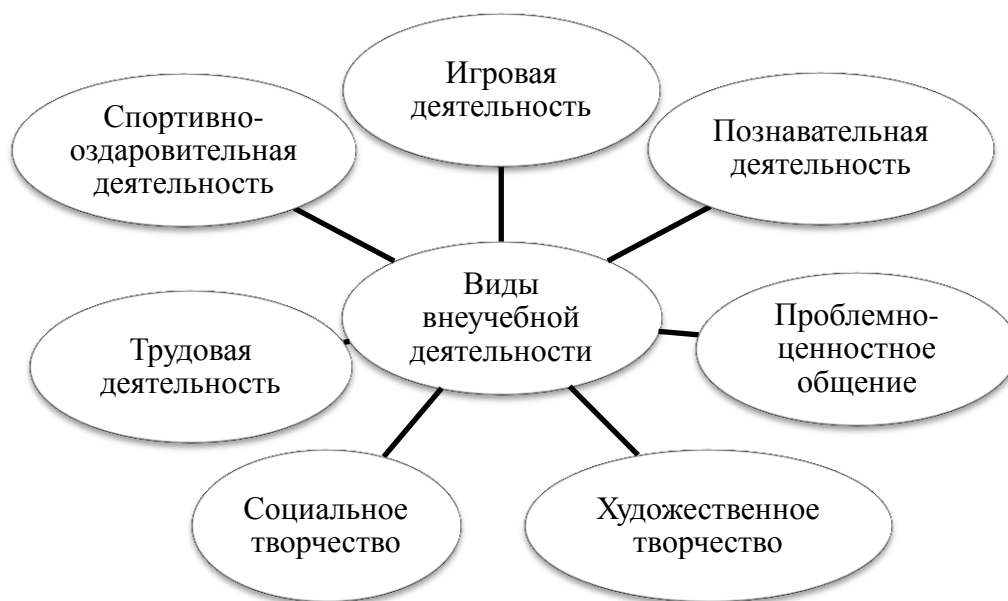 Игровая
деятельность
Спортивно-
оздаровительная
деятельность
Познавательная
деятельность
Виды
внеучебной
деятельности
Проблемно-
ценностное
общение
Трудовая
деятельность
Социальное
творчество
Художественное
творчество